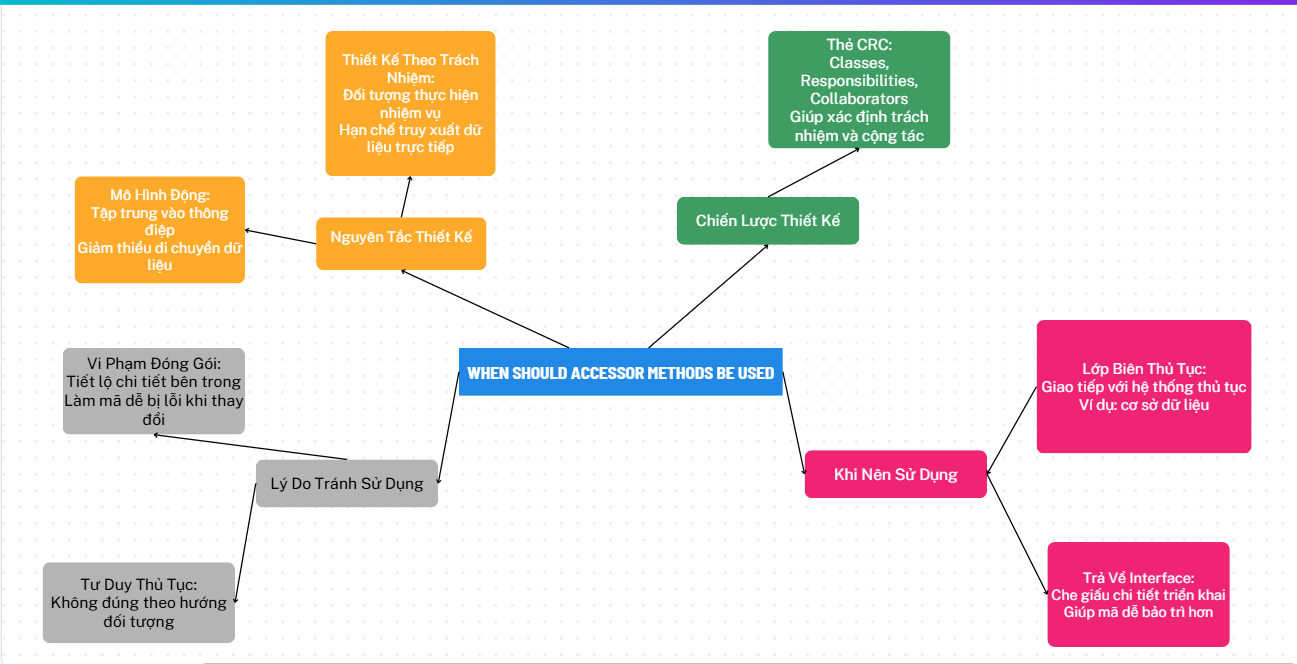 Thiết Kế Theo Trách
Nhiệm:
Đối tượng thực hiện
nhiệm vụ
Hạn chế truy xuất dữ
liệu trực tiếp
Thẻ CRC:
Classes,
Responsibilities,
Collaborators
Giúp xác định trách
nhiệm và cộng tác
Mô Hình Động:
Tập trung vào thông
điệp
Giảm thiểu di chuyển dữ
liệu
Nguyên Tắc Thiết Kế
Chiến Lược Thiết Kế
WHEN SHOULD ACCESSOR METHODS BE USED
Vi Phạm Đóng Gói:
Tiết lộ chi tiết bên trong
Làm mã dễ bị lỗi khi thay
đổi
Lớp Biên Thủ Tục:
Giao tiếp với hệ thống thủ tục
Ví dụ: cơ sở dữ liệu
Lý Do Tránh Sử Dụng
Khi Nên Sử Dụng
Tư Duy Thủ Tục:
Không đúng theo hướng
đối tượng
Trả Về Interface:
Che giấu chi tiết triển khai
Giúp mã dễ bảo trì hơn